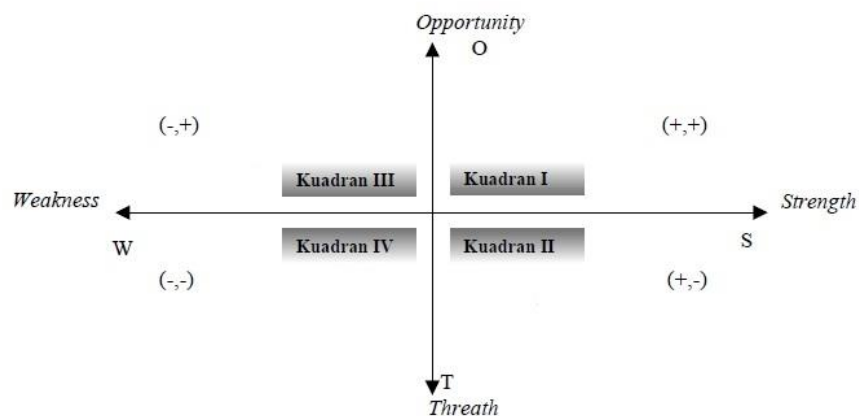 Opportunity
O
(-,+)
(+,+)
Kuadran III
Kuadran I
Weakness
Strength
W
S
Kuadran IV
Kuadran II
(-,-)
(+,-)
T
Threath